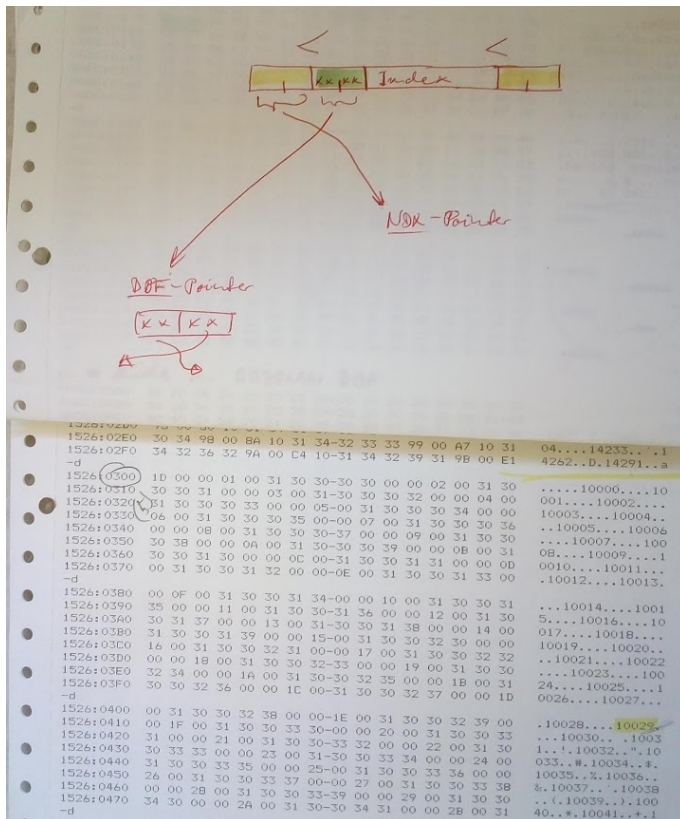 < <
xx xx Index
NDX-Pointer
DBF-Pointer
xx xx
1526:02E0 30 34 98 00 BA 10 31 34-32 33 33 99 00 A7 10 31 04....14233..'.1
1526:02F0 34 32 36 32 9A 00 C4 10-31 34 32 39 31 9B 00 E1 4262..D.14291..a
-d
1526:0300 1D 00 00 01 00 31 30 30-30 30 00 00 02 00 31 30 .....10000....10
1526:0310 30 30 31 00 00 03 00 31-30 30 30 32 00 00 04 00 001....10002....
1526:0320 31 30 30 30 33 00 00 05-00 31 30 30 30 34 00 00 10003....10004..
1526:0330 06 00 31 30 30 30 35 00-00 07 00 31 30 30 30 36 ..10005....10006
1526:0340 00 00 08 00 31 30 30 30-37 00 00 09 00 31 30 30 ....10007....100
1526:0350 30 38 00 00 0A 00 31 30-30 30 39 00 00 0B 00 31 08....10009....1
1526:0360 30 30 31 30 00 00 0C 00-31 30 30 31 31 00 00 0D 0010....10011...
1526:0370 00 31 30 30 31 32 00 00-0E 00 31 30 30 31 33 00 .10012....10013.
-d
1526:0380 00 0F 00 31 30 30 31 34-00 00 10 00 31 30 30 31 ...10014....1001
1526:0390 35 00 00 11 00 31 30 30-31 36 00 00 12 00 31 30 5....10016....10
1526:03A0 30 31 37 00 00 13 00 31-30 30 31 38 00 00 14 00 017....10018....
1526:03B0 31 30 30 31 39 00 00 15-00 31 30 30 32 30 00 00 10019....10020..
1526:03C0 16 00 31 30 30 32 31 00-00 17 00 31 30 30 32 32 ..10021....10022
1526:03D0 00 00 18 00 31 30 30 32-33 00 00 19 00 31 30 30 ....10023....100
1526:03E0 32 34 00 00 1A 00 31 30-30 32 35 00 00 1B 00 31 24....10025....1
1526:03F0 30 30 32 36 00 00 1C 00-31 30 30 32 37 00 00 1D 0026....10027...
-d
1526:0400 00 31 30 30 32 38 00 00-1E 00 31 30 30 32 39 00 .10028....10029.
1526:0410 00 1F 00 31 30 30 33 30-00 00 20 00 31 30 30 33 ...10030.. .1003
1526:0420 31 00 00 21 00 31 30 30-33 32 00 00 22 00 31 30 1..!.10032..".10
1526:0430 30 33 33 00 00 23 00 31-30 30 33 34 00 00 24 00 033..#.10034..$.
1526:0440 31 30 30 33 35 00 00 25-00 31 30 30 33 36 00 00 10035..%.10036..
1526:0450 26 00 31 30 30 33 37 00-00 27 00 31 30 30 33 38 &.10037..'.10038
1526:0460 00 00 28 00 31 30 30 33-39 00 00 29 00 31 30 30 ..(.10039..).100
1526:0470 34 30 00 00 2A 00 31 30-30 34 31 00 00 2B 00 31 40..*.10041..+.1
-d